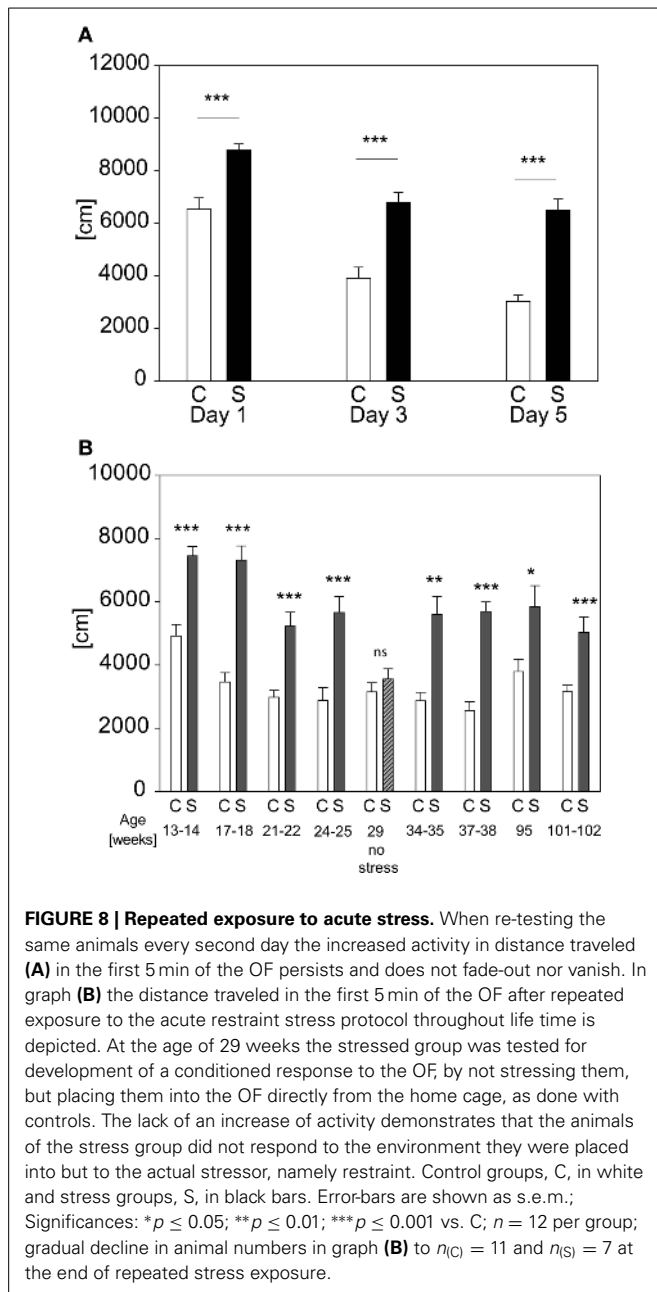 A
12000
10000
8000
6000
4000
2000
0
[cm]
***
***
***
C S C S C S
Day 1 Day 3 Day 5
B
10000
8000
6000
4000
2000
0
[cm]
*** *** *** *** ns ** *** * ***
C S C S C S C S C S C S C S C S C S
Age
[weeks]
13-14 17-18 21-22 24-25 29 34-35 37-38 95 101-102
no
stress
FIGURE 8 | Repeated exposure to acute stress. When re-testing the
same animals every second day the increased activity in distance traveled
(A) in the first 5 min of the OF persists and does not fade-out nor vanish. In
graph (B) the distance traveled in the first 5 min of the OF after repeated
exposure to the acute restraint stress protocol throughout life time is
depicted. At the age of 29 weeks the stressed group was tested for
development of a conditioned response to the OF, by not stressing them,
but placing them into the OF directly from the home cage, as done with
controls. The lack of an increase of activity demonstrates that the animals
of the stress group did not respond to the environment they were placed
into but to the actual stressor, namely restraint. Control groups, C, in white
and stress groups, S, in black bars. Error-bars are shown as s.e.m.;
Significances: *p ≤ 0.05; **p ≤ 0.01; ***p ≤ 0.001 vs. C; n = 12 per group;
gradual decline in animal numbers in graph (B) to n(C) = 11 and n(S) = 7 at
the end of repeated stress exposure.